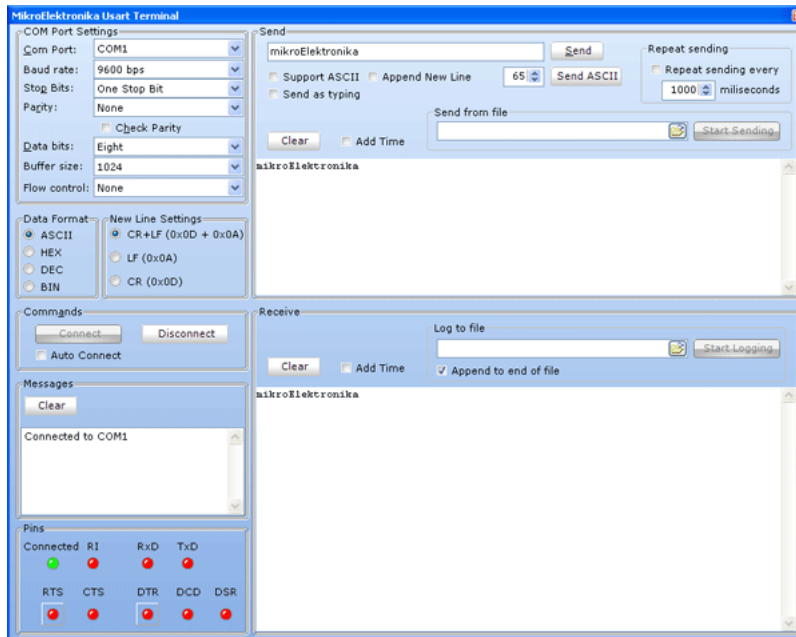 MikroElektronika Usart Terminal
COM Port Settings
Com Port: COM1
Baud rate: 9600 bps
Stop Bits: One Stop Bit
Parity: None
Check Parity
Data bits: Eight
Buffer size: 1024
Flow control: None
Data Format
ASCII
HEX
DEC
BIN
New Line Settings
CR+LF (0x0D + 0x0A)
LF (0x0A)
CR (0x0D)
Commands
Connect Disconnect
Auto Connect
Messages
Clear
Connected to COM1
Pins
Connected RI RxD TxD
RTS CTS DTR DCD DSR
Send
mikroElektronika Send
Support ASCII Append New Line 65 Send ASCII
Send as typing
Repeat sending
Repeat sending every
1000 miliseconds
Send from file
Start Sending
Clear Add Time
mikroElektronika
Receive
Log to file
Start Logging
Clear Add Time Append to end of file
mikroElektronika